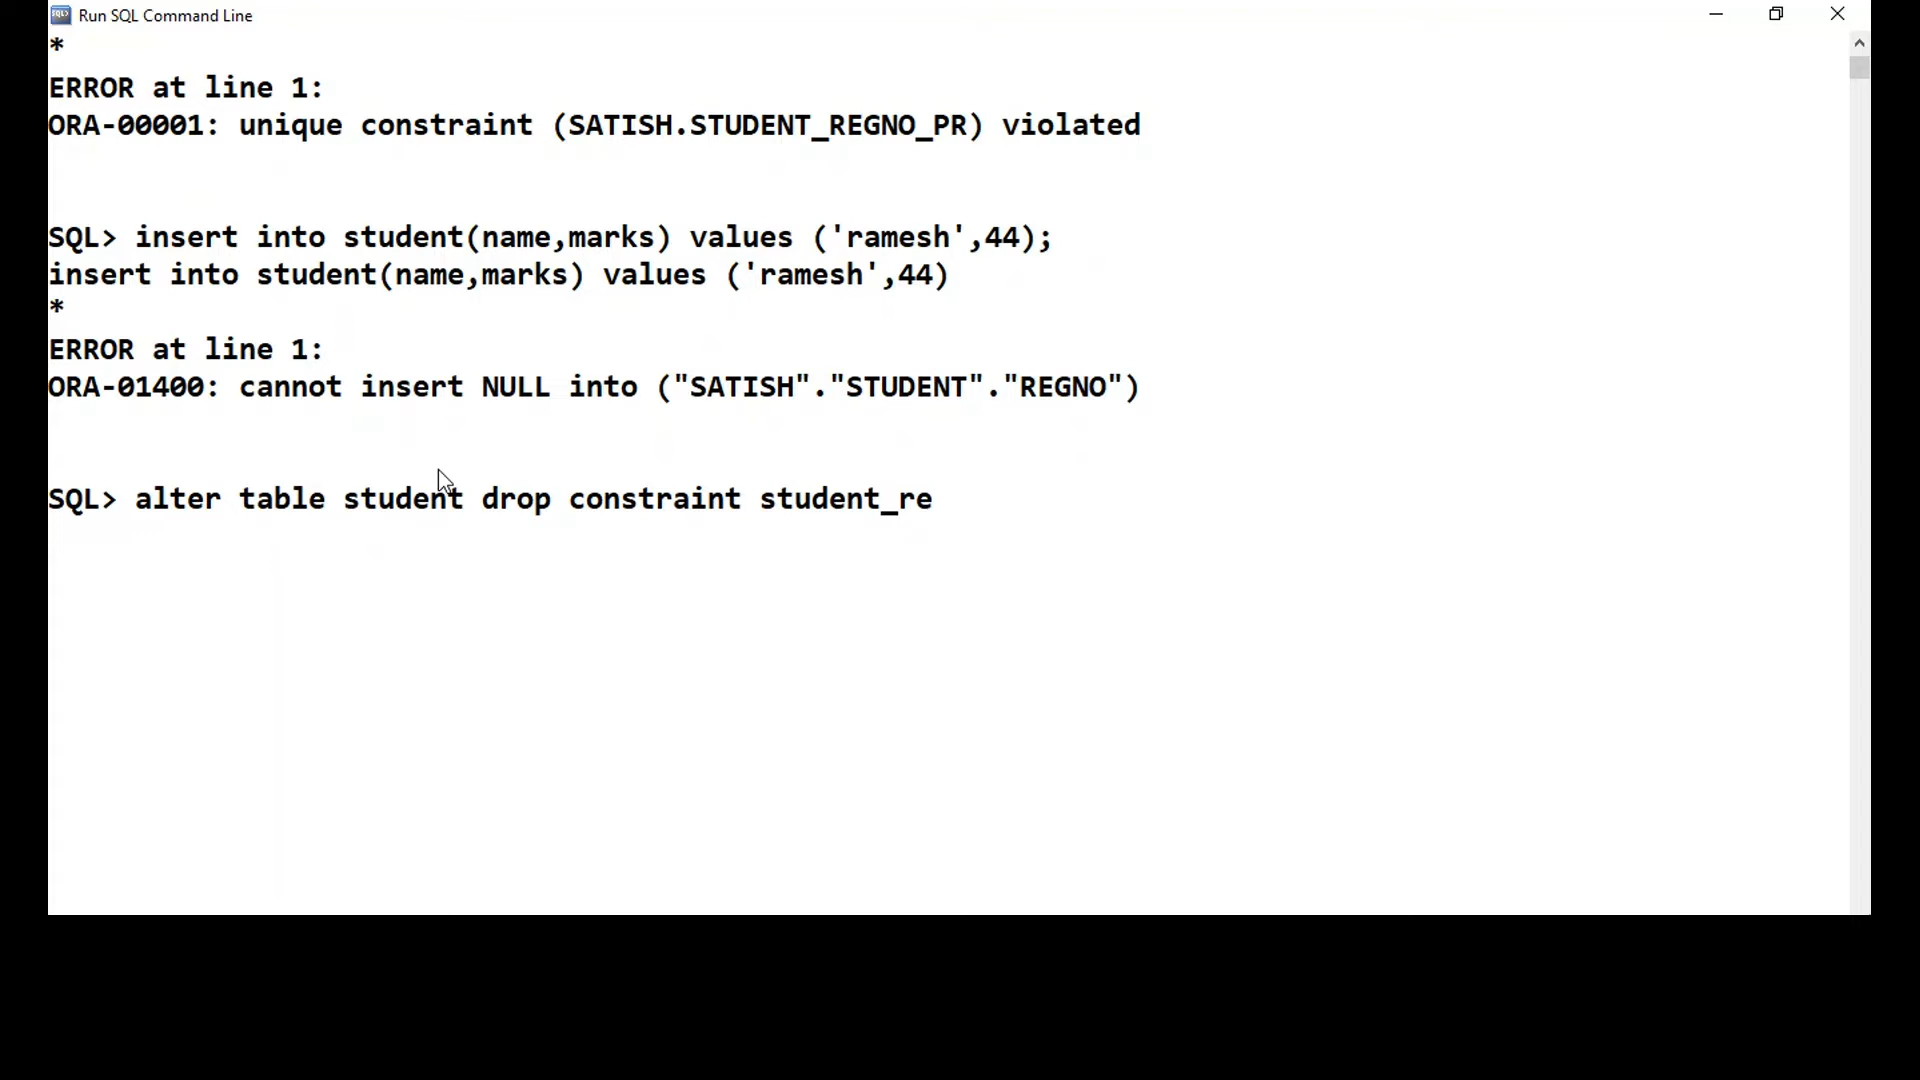 Run SQL Command Line
*
ERROR at line 1:
ORA-00001: unique constraint (SATISH.STUDENT_REGNO_PR) violated
SQL> insert into student(name,marks) values ('ramesh',44);
insert into student(name,marks) values ('ramesh',44)
*
ERROR at line 1:
ORA-01400: cannot insert NULL into ("SATISH"."STUDENT"."REGNO")
SQL> alter table student drop constraint student_re